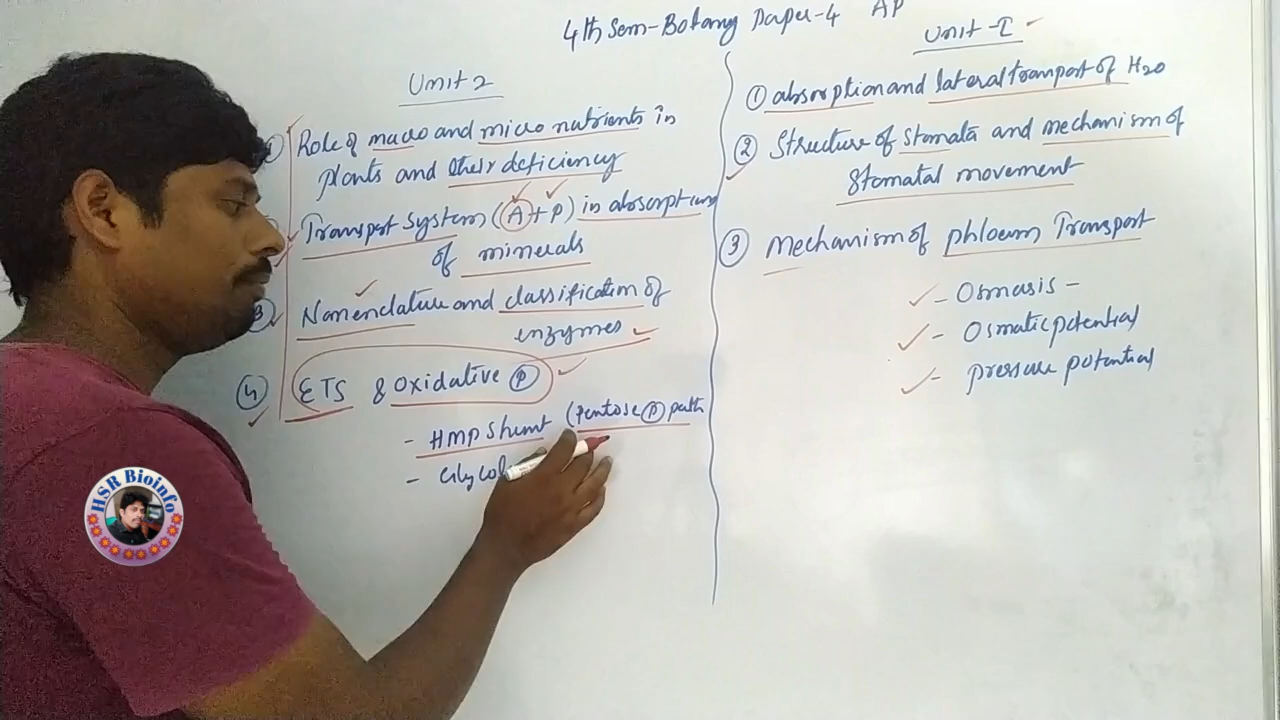 4th Sem-Botany Paper-4 AP
Unit 2
① Role of macro and micro nutrients in
plants and their deficiency
Transport System (A+P) in absorption
of minerals
③ Nomenclature and classification of
enzymes
④ ETS & Oxidative Ⓟ
- HMP Shunt (Pentose Ⓟ path
- Glycol
Unit-I
① absorption and lateral transport of H2O
② Structure of Stomata and mechanism of
Stomatal movement
③ Mechanism of phloem Transport
- Osmosis -
- Osmatic potential
- pressure potential
HSR Bioinfo